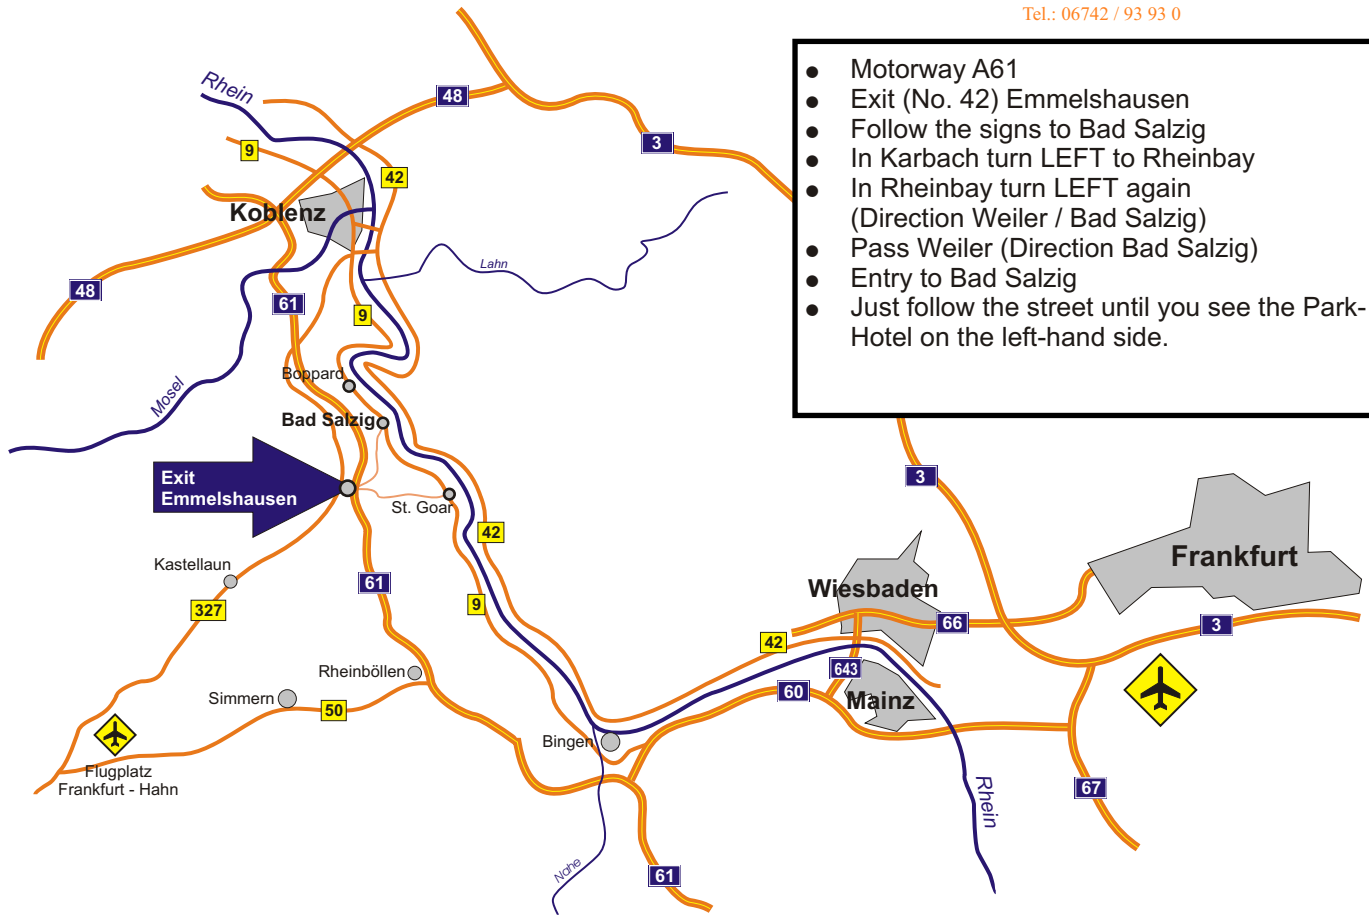 Tel.: 06742 / 93 93 0
● Motorway A61
● Exit (No. 42) Emmelshausen
● Follow the signs to Bad Salzig
● In Karbach turn LEFT to Rheinbay
● In Rheinbay turn LEFT again
(Direction Weiler / Bad Salzig)
● Pass Weiler (Direction Bad Salzig)
● Entry to Bad Salzig
● Just follow the street until you see the Park-
Hotel on the left-hand side.
Rhein
48
3
9
42
Koblenz
Lahn
48
61
9
Mosel
Boppard
Bad Salzig
Exit
Emmelshausen
St. Goar
3
42
Frankfurt
Kastellaun
61
Wiesbaden
327
9
66
3
42
Rheinböllen
643
Simmern
60
Mainz
50
Bingen
Flugplatz
Frankfurt - Hahn
Rhein
67
Nahe
61